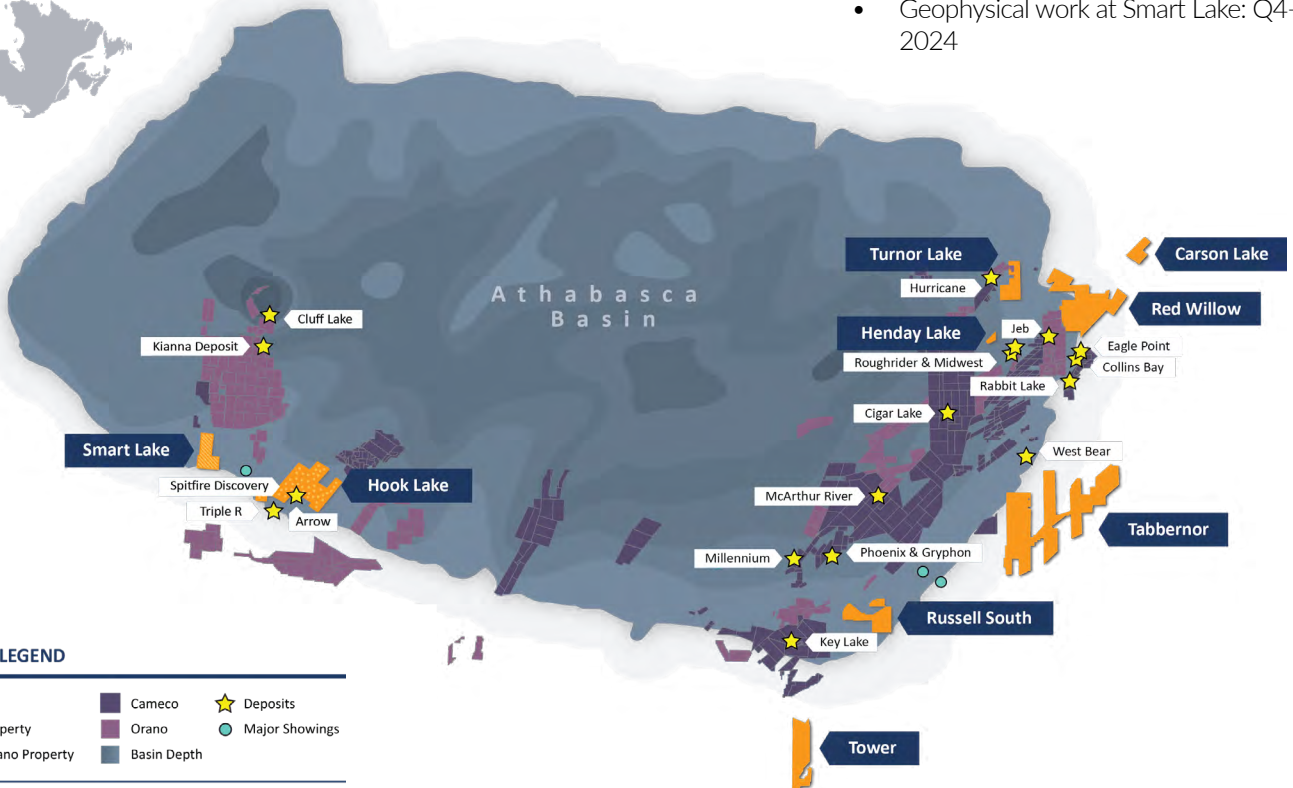 • Geophysical work at Smart Lake: Q4-
2024
Athabasca
Basin
Turnor Lake
Carson Lake
Hurricane
Red Willow
Henday Lake
Jeb
Cluff Lake
Kianna Deposit
Eagle Point
Roughrider & Midwest
Collins Bay
Rabbit Lake
Cigar Lake
Smart Lake
West Bear
Spitfire Discovery
Hook Lake
McArthur River
Triple R
Arrow
Tabbernor
Millennium
Phoenix & Gryphon
Russell South
Key Lake
LEGEND
Cameco
Deposits
perty
Orano
Major Showings
ano Property
Basin Depth
Tower